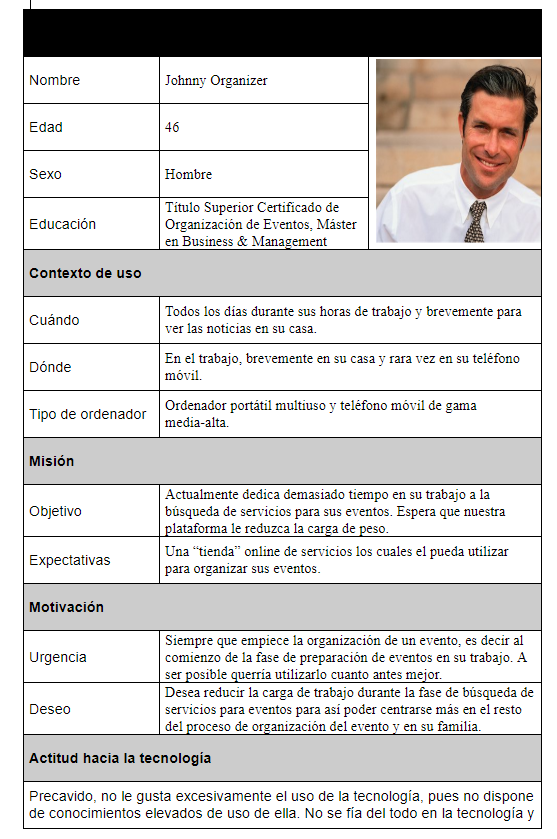 Nombre
Johnny Organizer
Edad
46
Sexo
Hombre
Educación
Título Superior Certificado de
Organización de Eventos, Máster
en Business & Management
Contexto de uso
Cuándo
Todos los días durante sus horas de trabajo y brevemente para
ver las noticias en su casa.
Dónde
En el trabajo, brevemente en su casa y rara vez en su teléfono
móvil.
Tipo de ordenador
Ordenador portátil multiuso y teléfono móvil de gama
media-alta.
Misión
Objetivo
Actualmente dedica demasiado tiempo en su trabajo a la
búsqueda de servicios para sus eventos. Espera que nuestra
plataforma le reduzca la carga de peso.
Expectativas
Una “tienda” online de servicios los cuales el pueda utilizar
para organizar sus eventos.
Motivación
Urgencia
Siempre que empiece la organización de un evento, es decir al
comienzo de la fase de preparación de eventos en su trabajo. A
ser posible querría utilizarlo cuanto antes mejor.
Deseo
Desea reducir la carga de trabajo durante la fase de búsqueda de
servicios para eventos para así poder centrarse más en el resto
del proceso de organización del evento y en su familia.
Actitud hacia la tecnología
Precavido, no le gusta excesivamente el uso de la tecnología, pues no dispone
de conocimientos elevados de uso de ella. No se fía del todo en la tecnología y